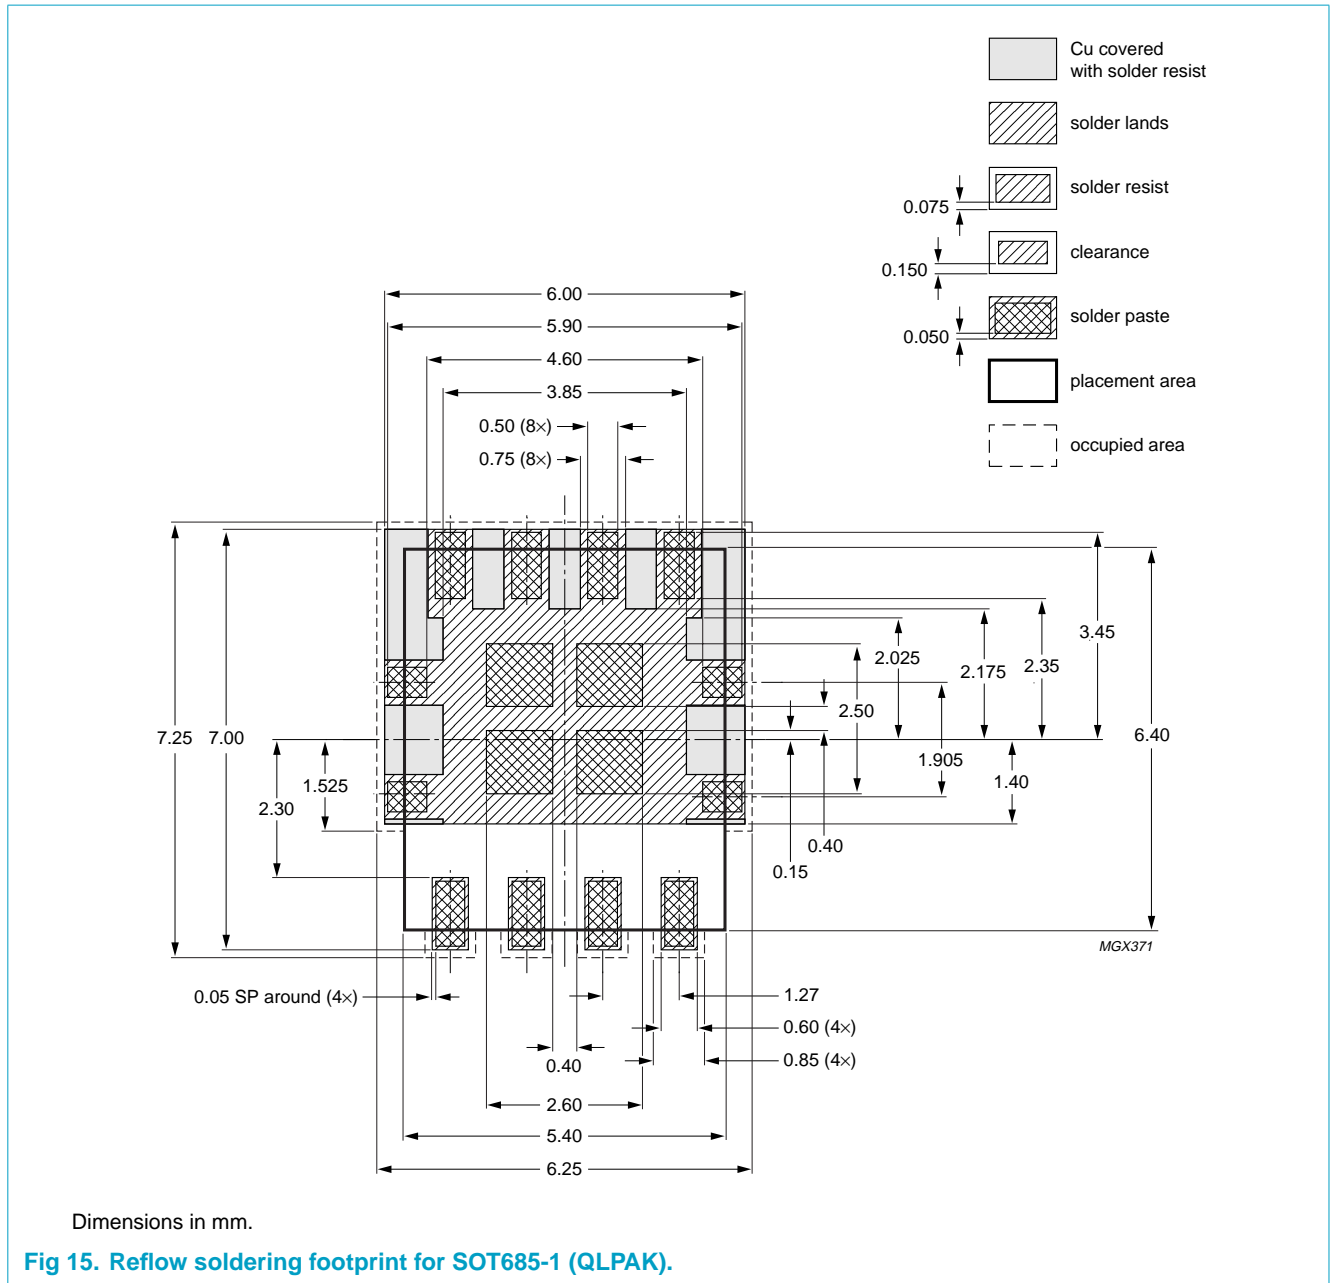 Cu covered
with solder resist
solder lands
solder resist
0.075
clearance
0.150
solder paste
0.050
placement area
occupied area
6.00
5.90
4.60
3.85
0.50 (8×)
0.75 (8×)
3.45
2.35
2.175
2.025
2.50
7.25
7.00
6.40
1.905
1.40
1.525
2.30
0.40
0.15
MGX371
0.05 SP around (4×)
1.27
0.60 (4×)
0.85 (4×)
0.40
2.60
5.40
6.25
Dimensions in mm.
Fig 15. Reflow soldering footprint for SOT685-1 (QLPAK).